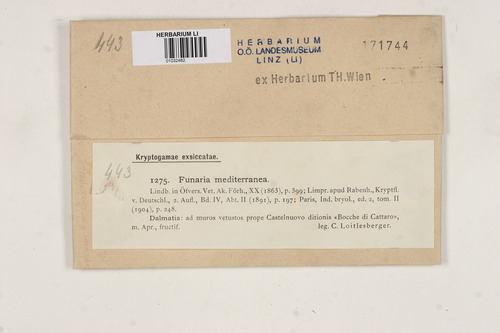 443
HERBARIUM LI
01032462
HERBARIUM
O.Ö. LANDESMUSEUM
LINZ (LI)
171744
ex Herbarium TH.Wien
Kryptogamae exsiccatae.
443
1275. Funaria mediterranea.
Lindb. in Öfvers. Vet. Ak. Förh., XX (1863), p. 399; Limpr. apud Rabenh., Kryptfl.
v. Deutschl., 2. Aufl., Bd. IV, Abt. II (1891), p. 197; Paris, Ind. bryol., ed. 2, tom. II
(1904), p. 248.
Dalmatia: ad muros vetustos prope Castelnuovo ditionis «Bocche di Cattaro»,
m. Apr., fructif. leg. C. Loitlesberger.